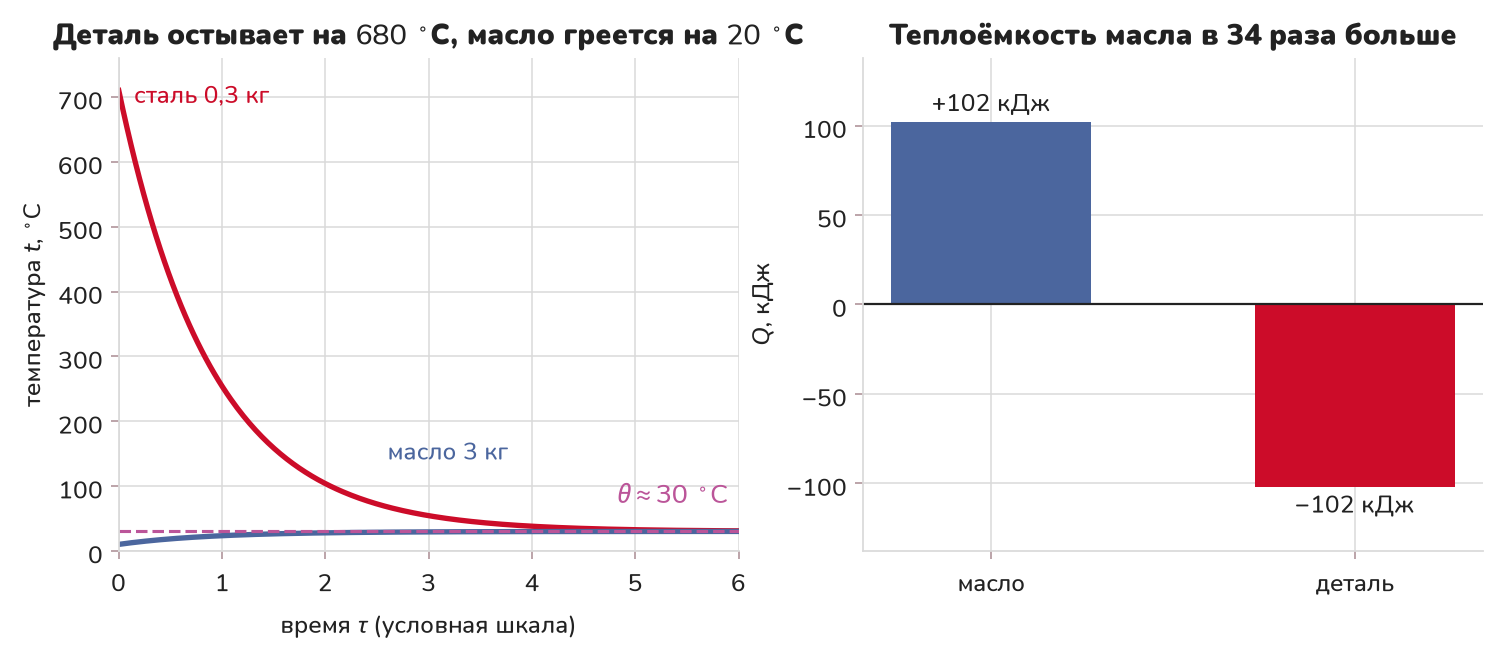 Деталь остывает на 680 °C, масло греется на 20 °C
температура t, °C
700
600
500
400
300
200
100
0
сталь 0,3 кг
масло 3 кг
θ ≈ 30 °C
0 1 2 3 4 5 6
время τ (условная шкала)
Теплоёмкость масла в 34 раза больше
Q, кДж
100
50
0
−50
−100
+102 кДж
−102 кДж
масло деталь